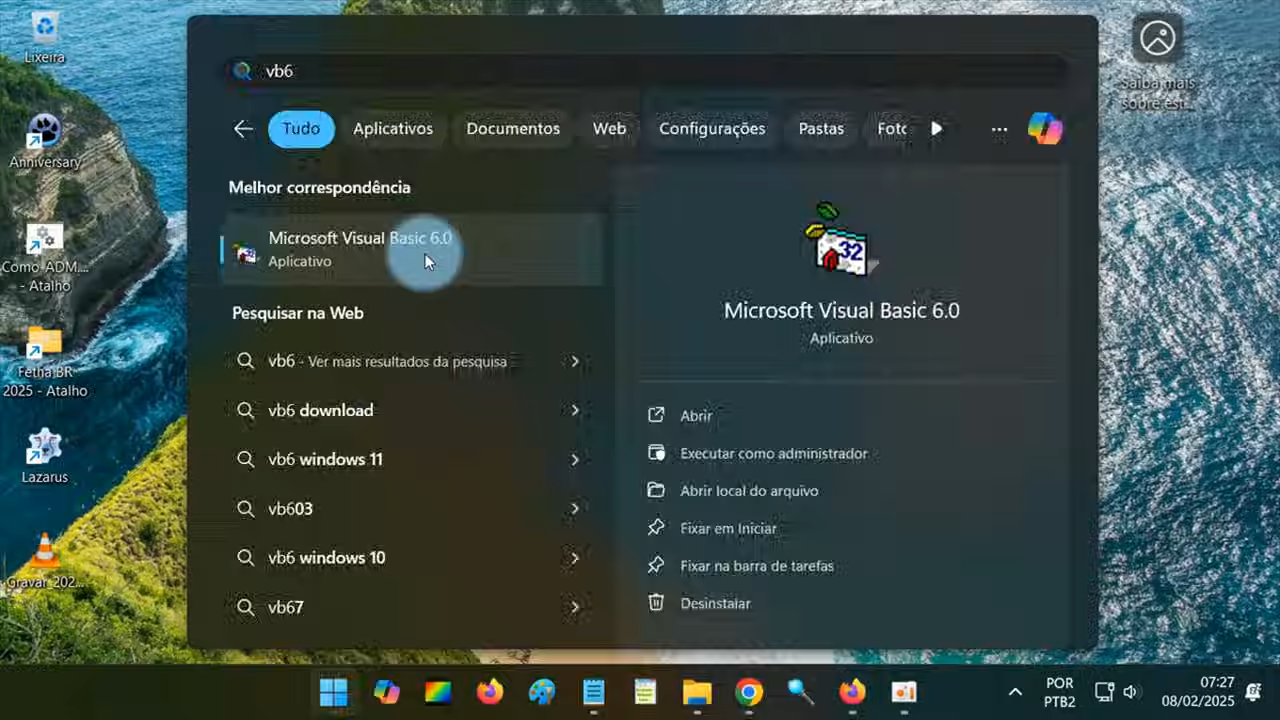 Lixeira
Anniversary
Como ADM....
- Atalho
Fetha BR
2025 - Atalho
Lazarus
Gravar_202...
Saiba mais
sobre est...
vb6
Tudo
Aplicativos
Documentos
Web
Configurações
Pastas
Foto
Melhor correspondência
Microsoft Visual Basic 6.0
Aplicativo
Pesquisar na Web
vb6 - Ver mais resultados da pesquisa
vb6 download
vb6 windows 11
vb603
vb6 windows 10
vb67
32
Microsoft Visual Basic 6.0
Aplicativo
Abrir
Executar como administrador
Abrir local do arquivo
Fixar em Iniciar
Fixar na barra de tarefas
Desinstalar
POR
PTB2
07:27
08/02/2025